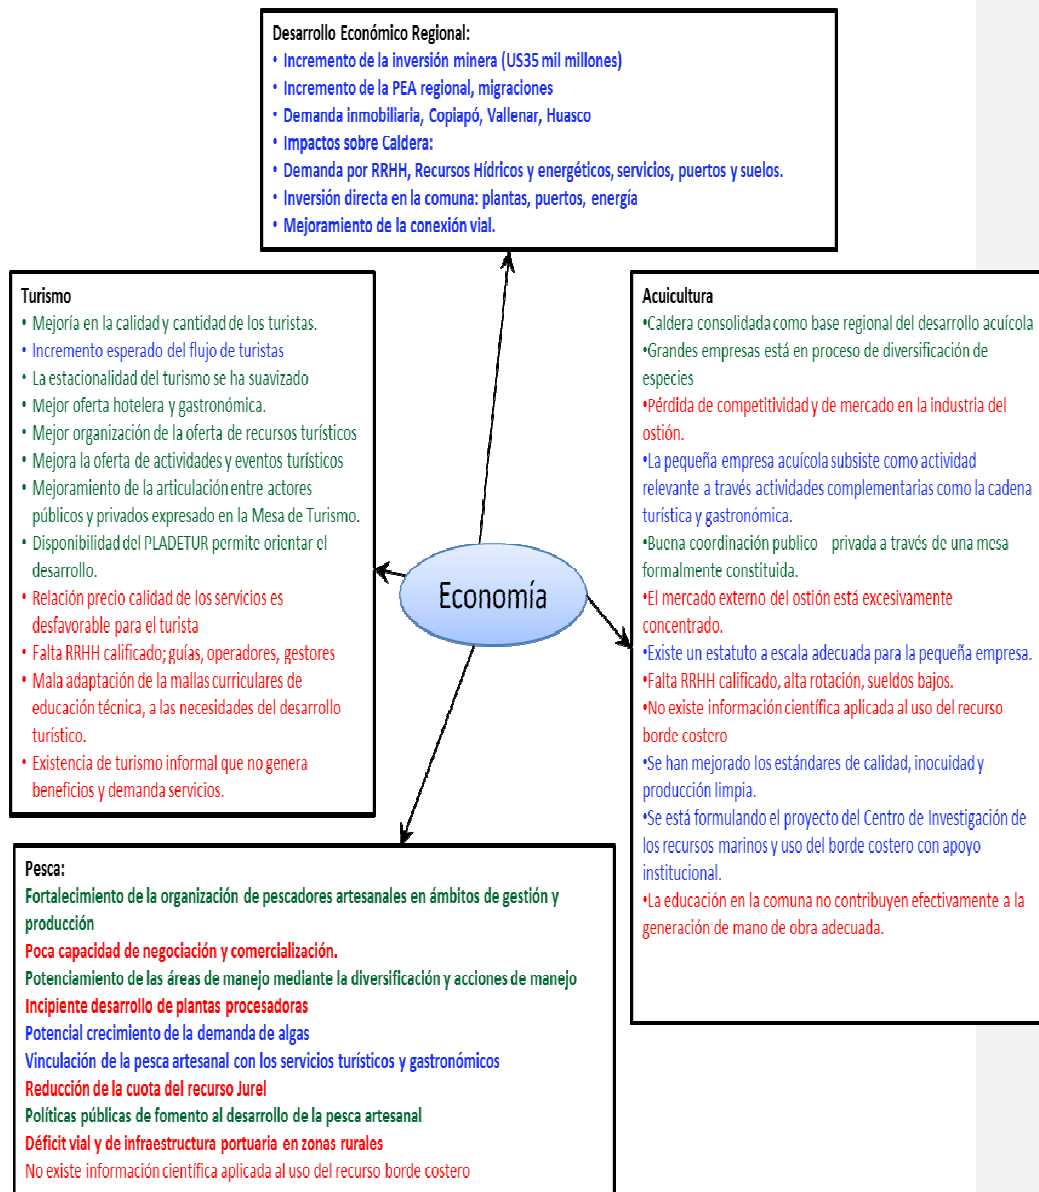 Desarrollo Económico Regional:
• Incremento de la inversión minera (US35 mil millones)
• Incremento de la PEA regional, migraciones
• Demanda inmobiliaria, Copiapó, Vallenar, Huasco
• Impactos sobre Caldera:
• Demanda por RRHH, Recursos Hídricos y energéticos, servicios, puertos y suelos.
• Inversión directa en la comuna: plantas, puertos, energía
• Mejoramiento de la conexión vial.
Turismo
• Mejoría en la calidad y cantidad de los turistas.
• Incremento esperado del flujo de turistas
• La estacionalidad del turismo se ha suavizado
• Mejor oferta hotelera y gastronómica.
• Mejor organización de la oferta de recursos turísticos
• Mejora la oferta de actividades y eventos turísticos
• Mejoramiento de la articulación entre actores
públicos y privados expresado en la Mesa de Turismo.
• Disponibilidad del PLADETUR permite orientar el
desarrollo.
• Relación precio calidad de los servicios es
desfavorable para el turista
• Falta RRHH calificado; guías, operadores, gestores
• Mala adaptación de la mallas curriculares de
educación técnica, a las necesidades del desarrollo
turístico.
• Existencia de turismo informal que no genera
beneficios y demanda servicios.
Economía
Acuicultura
•Caldera consolidada como base regional del desarrollo acuícola
•Grandes empresas está en proceso de diversificación de
especies
•Pérdida de competitividad y de mercado en la industria del
ostión.
•La pequeña empresa acuícola subsiste como actividad
relevante a través actividades complementarias como la cadena
turística y gastronómica.
•Buena coordinación publico privada a través de una mesa
formalmente constituida.
•El mercado externo del ostión está excesivamente
concentrado.
•Existe un estatuto a escala adecuada para la pequeña empresa.
•Falta RRHH calificado, alta rotación, sueldos bajos.
•No existe información científica aplicada al uso del recurso
borde costero
•Se han mejorado los estándares de calidad, inocuidad y
producción limpia.
•Se está formulando el proyecto del Centro de Investigación de
los recursos marinos y uso del borde costero con apoyo
institucional.
•La educación en la comuna no contribuyen efectivamente a la
generación de mano de obra adecuada.
Pesca:
Fortalecimiento de la organización de pescadores artesanales en ámbitos de gestión y
producción
Poca capacidad de negociación y comercialización.
Potenciamiento de las áreas de manejo mediante la diversificación y acciones de manejo
Incipiente desarrollo de plantas procesadoras
Potencial crecimiento de la demanda de algas
Vinculación de la pesca artesanal con los servicios turísticos y gastronómicos
Reducción de la cuota del recurso Jurel
Políticas públicas de fomento al desarrollo de la pesca artesanal
Déficit vial y de infraestructura portuaria en zonas rurales
No existe información científica aplicada al uso del recurso borde costero